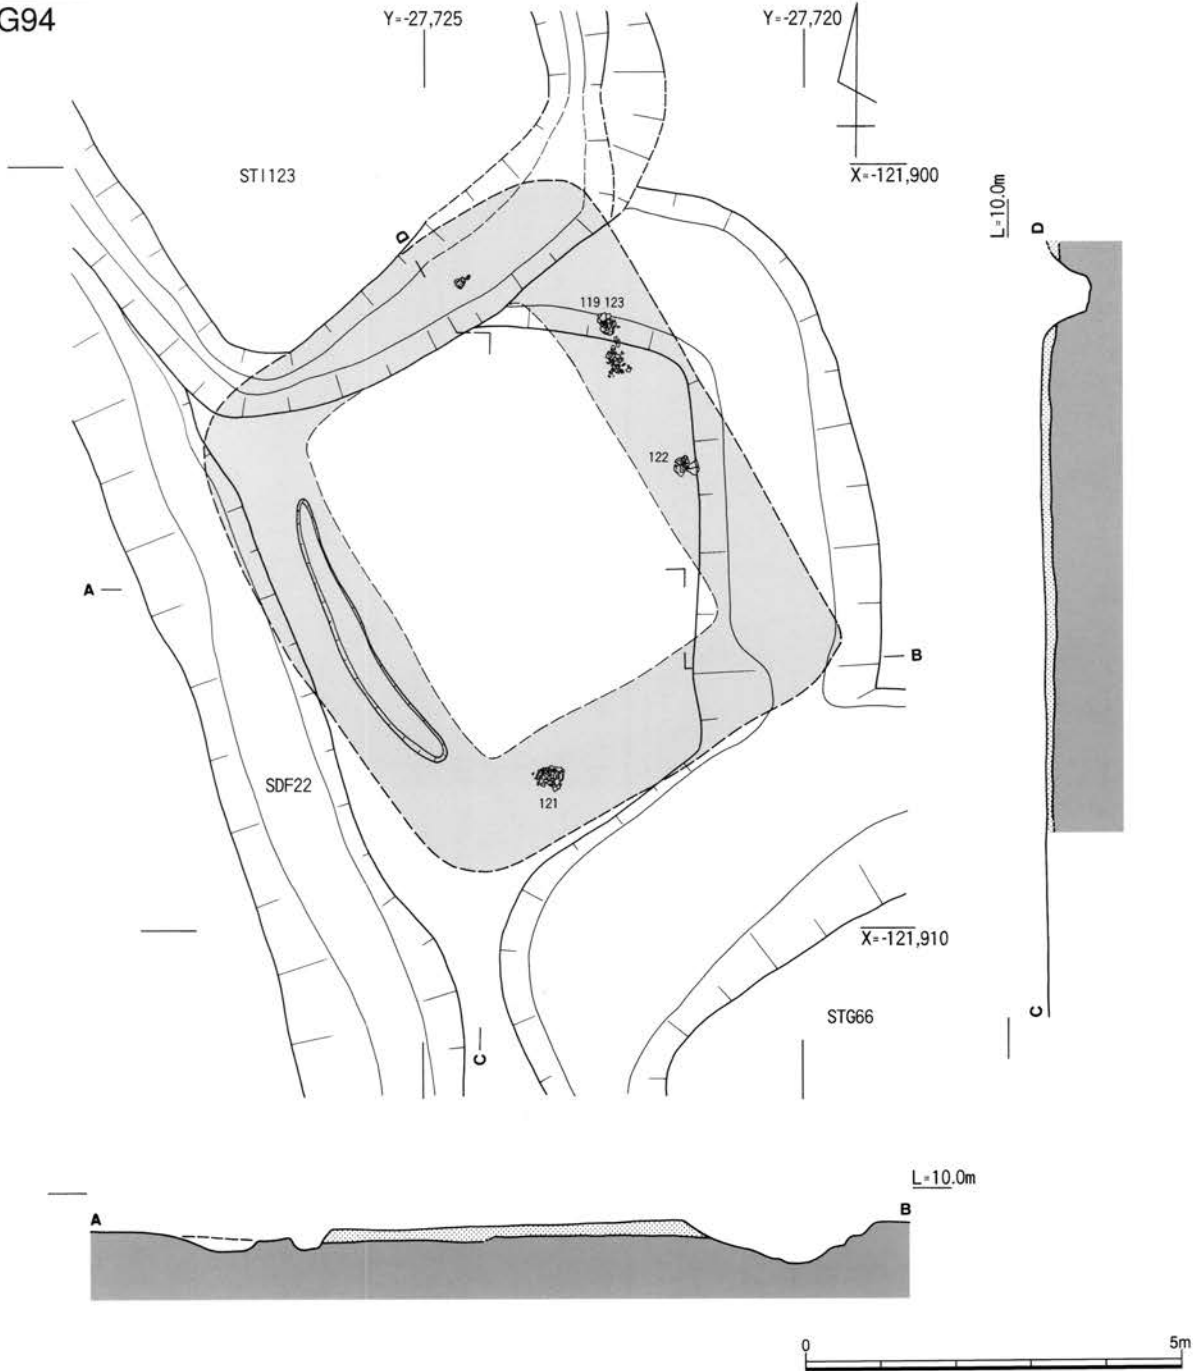 G94
Y=-27,725
Y=-27,720
STI123
X=-121,900
L=10.0m
D
D
119 123
122
A
B
SDF22
121
X=-121,910
STG66
C
C
L=10.0m
A
B
0
5m